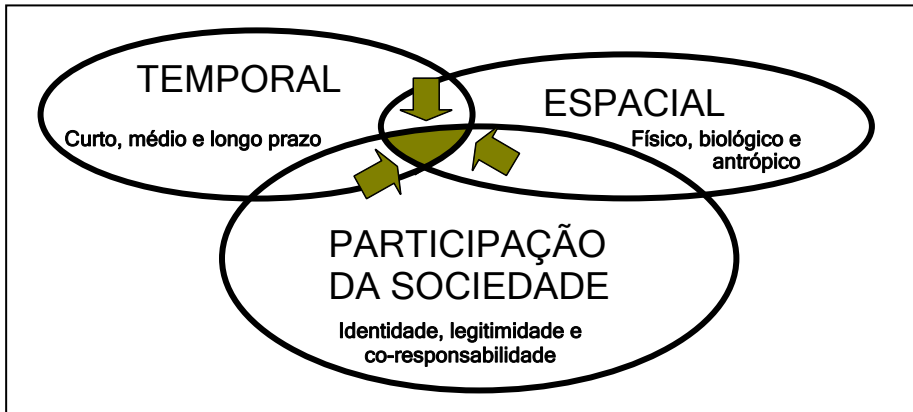 TEMPORAL
Curto, médio e longo prazo
ESPACIAL
Físico, biológico e
antrópico
PARTICIPAÇÃO
DA SOCIEDADE
Identidade, legitimidade e
co-responsabilidade